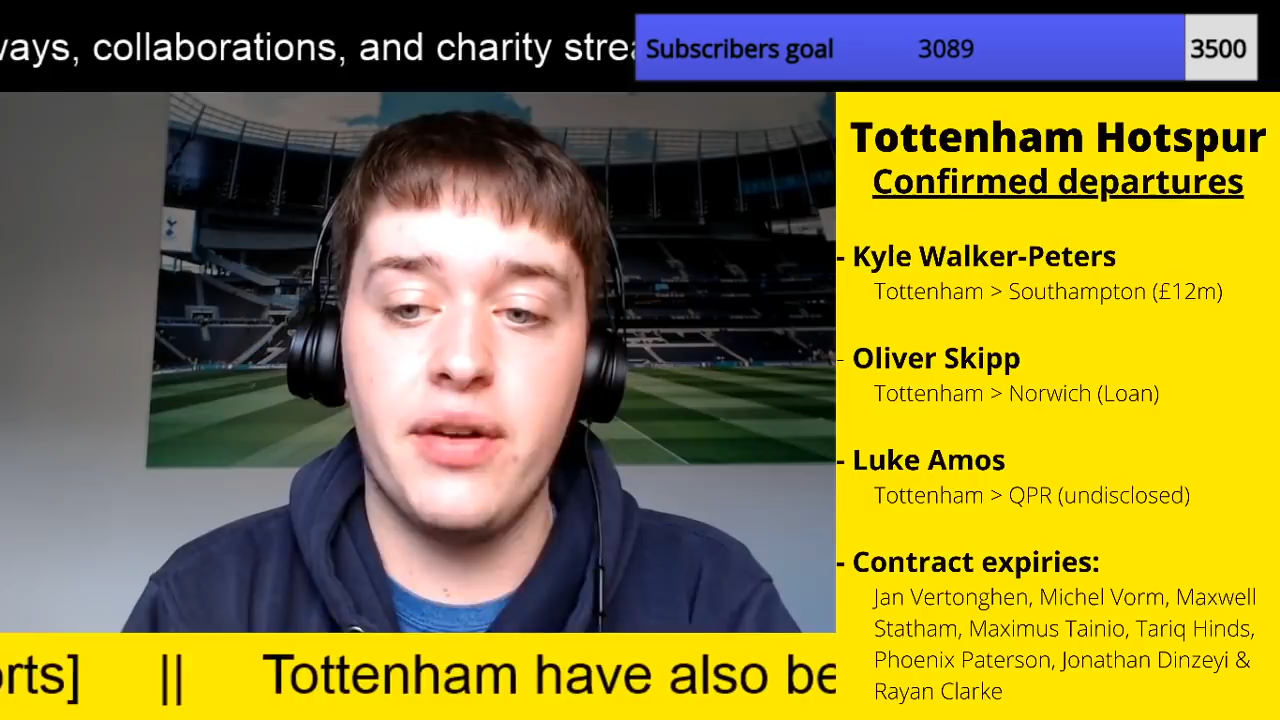 ways, collaborations, and charity strea
Subscribers goal 3089 3500
Tottenham Hotspur
Confirmed departures
- Kyle Walker-Peters
Tottenham > Southampton (£12m)
- Oliver Skipp
Tottenham > Norwich (Loan)
- Luke Amos
Tottenham > QPR (undisclosed)
- Contract expiries:
Jan Vertonghen, Michel Vorm, Maxwell
Statham, Maximus Tainio, Tariq Hinds,
Phoenix Paterson, Jonathan Dinzeyi &
Rayan Clarke
orts] || Tottenham have also be